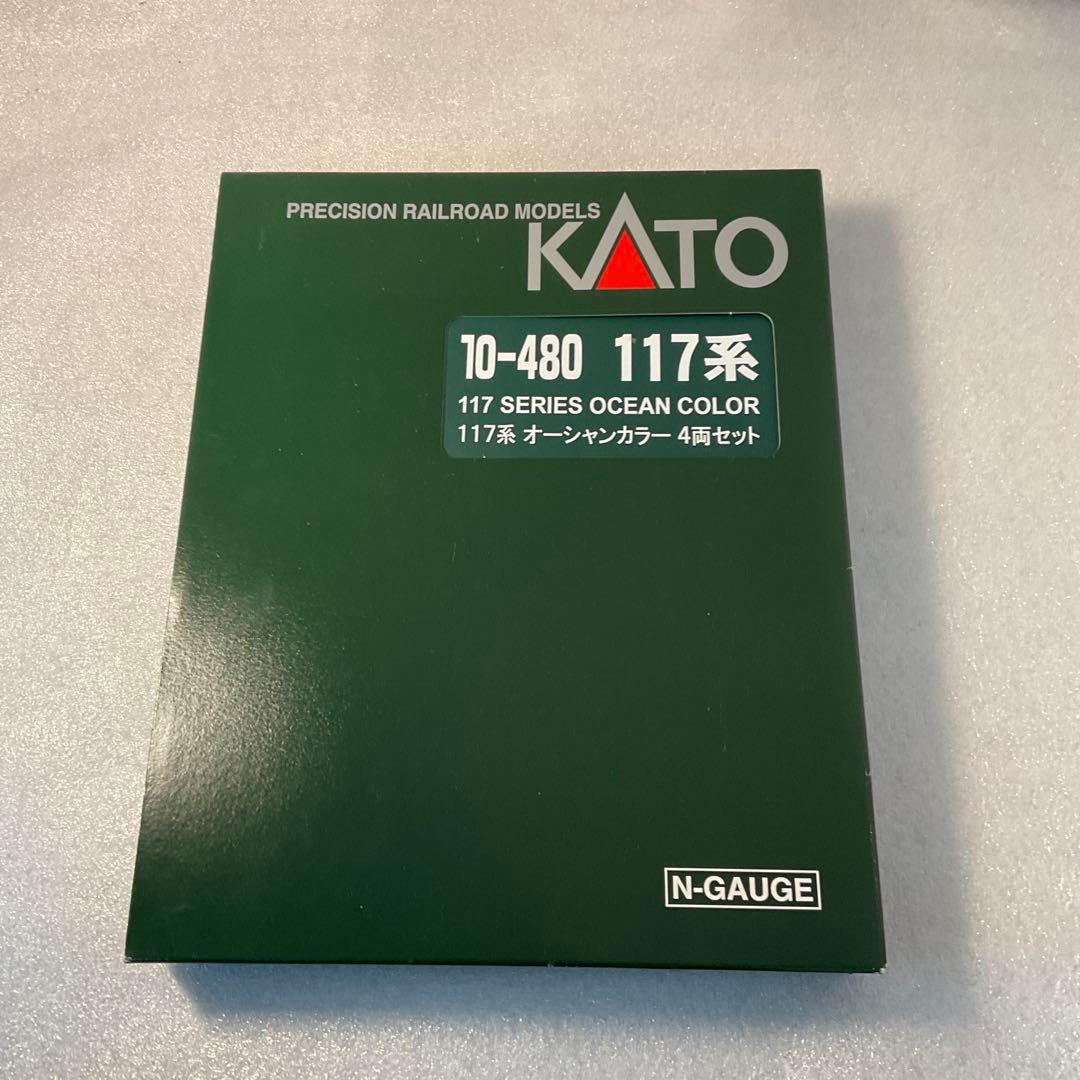 PRECISION RAILROAD MODELS
KATO
10-480 117系
117 SERIES OCEAN COLOR
117系 オーシャンカラー 4両セット
N-GAUGE